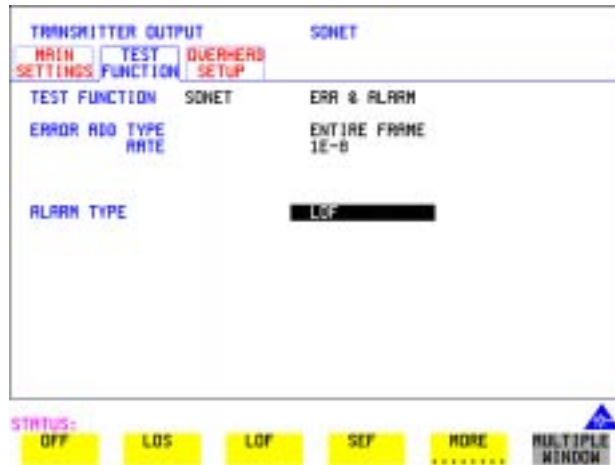 TRANSMITTER OUTPUT SONET
MAIN SETTINGS TEST FUNCTION OVERHEAD SETUP
TEST FUNCTION SONET ERR & ALARM
ERROR ADD TYPE ENTIRE FRAME
RATE 1E-8
ALARM TYPE LOF
STATUS:
OFF LOS LOF SEF MORE ........ MULTIPLE WINDOW